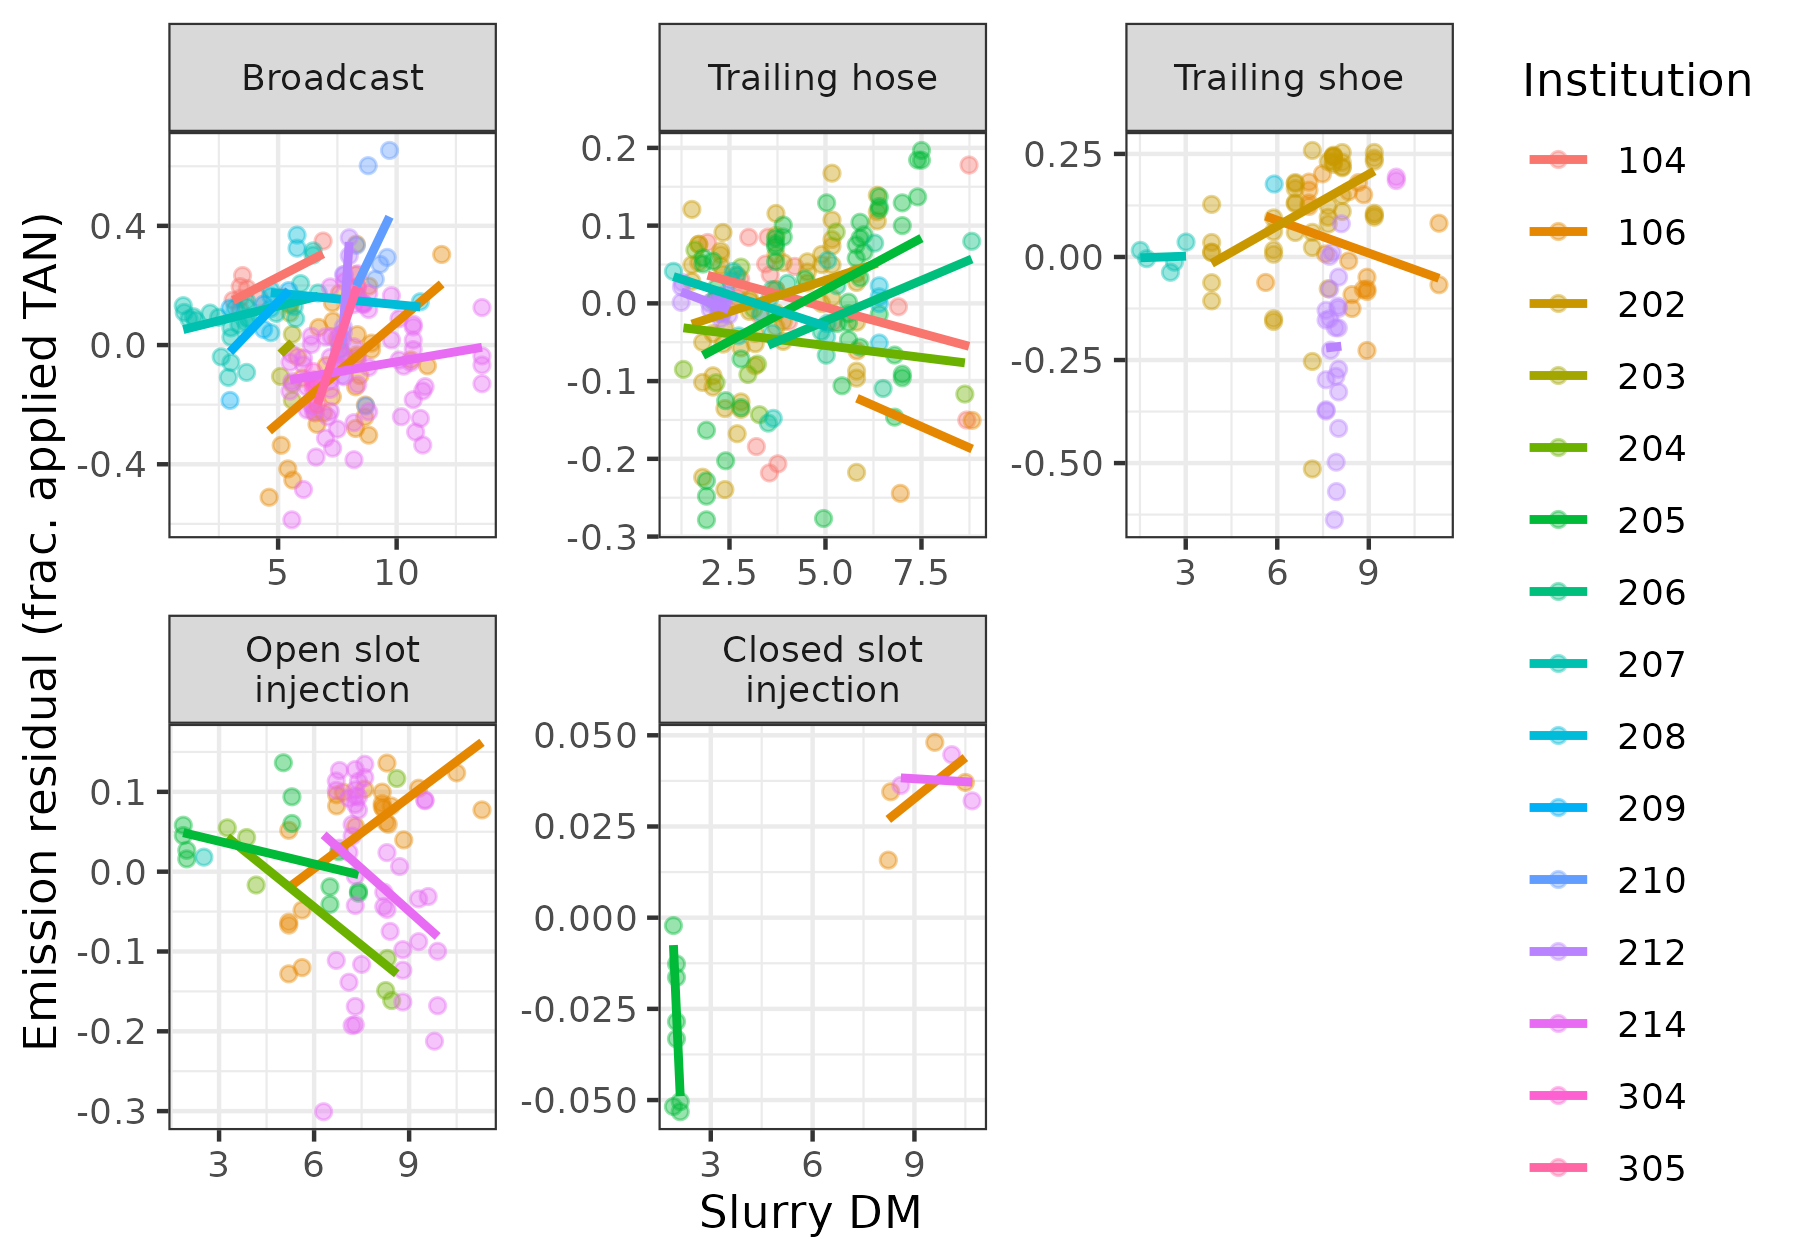 Broadcast
Trailing hose
Trailing shoe
Institution
104
106
202
203
204
205
206
207
208
209
210
212
214
304
305
Emission residual (frac. applied TAN)
0.4
0.0
-0.4
5 10
0.2
0.1
0.0
-0.1
-0.2
-0.3
2.5 5.0 7.5
0.25
0.00
-0.25
-0.50
3 6 9
Open slot
injection
0.1
0.0
-0.1
-0.2
-0.3
3 6 9
Closed slot
injection
0.050
0.025
0.000
-0.025
-0.050
3 6 9
Slurry DM